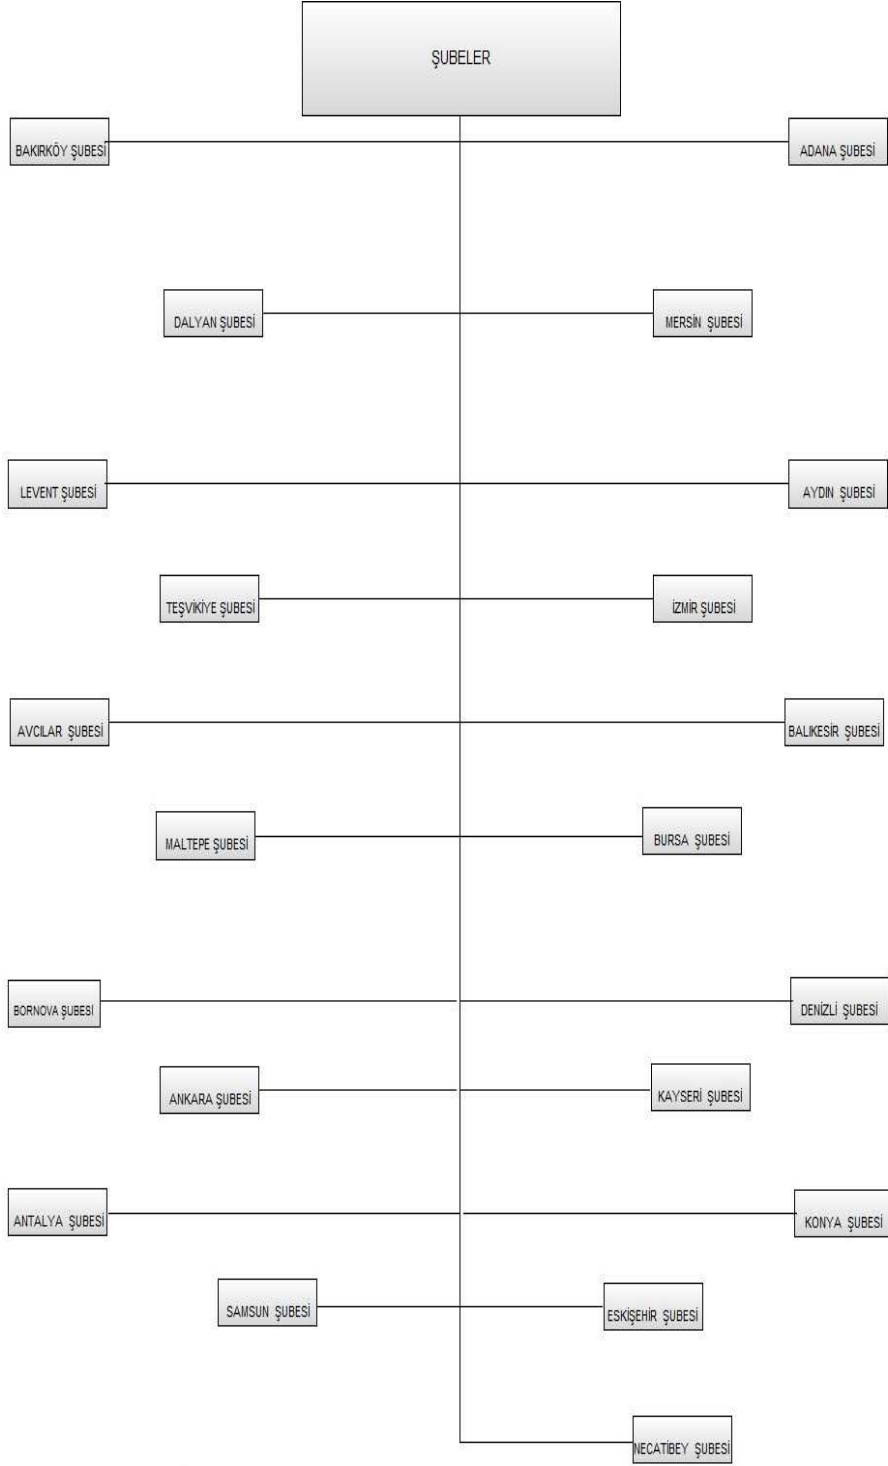 ŞUBELER
BAKIRKÖY ŞUBESİ
ADANA ŞUBESİ
DALYAN ŞUBESİ
MERSİN ŞUBESİ
LEVENT ŞUBESİ
AYDIN ŞUBESİ
TEŞVİKİYE ŞUBESİ
İZMİR ŞUBESİ
AVCILAR ŞUBESİ
BALIKESİR ŞUBESİ
MALTEPE ŞUBESİ
BURSA ŞUBESİ
BORNOVA ŞUBESİ
DENİZLİ ŞUBESİ
ANKARA ŞUBESİ
KAYSERİ ŞUBESİ
ANTALYA ŞUBESİ
KONYA ŞUBESİ
SAMSUN ŞUBESİ
ESKİŞEHİR ŞUBESİ
NECATİBEY ŞUBESİ